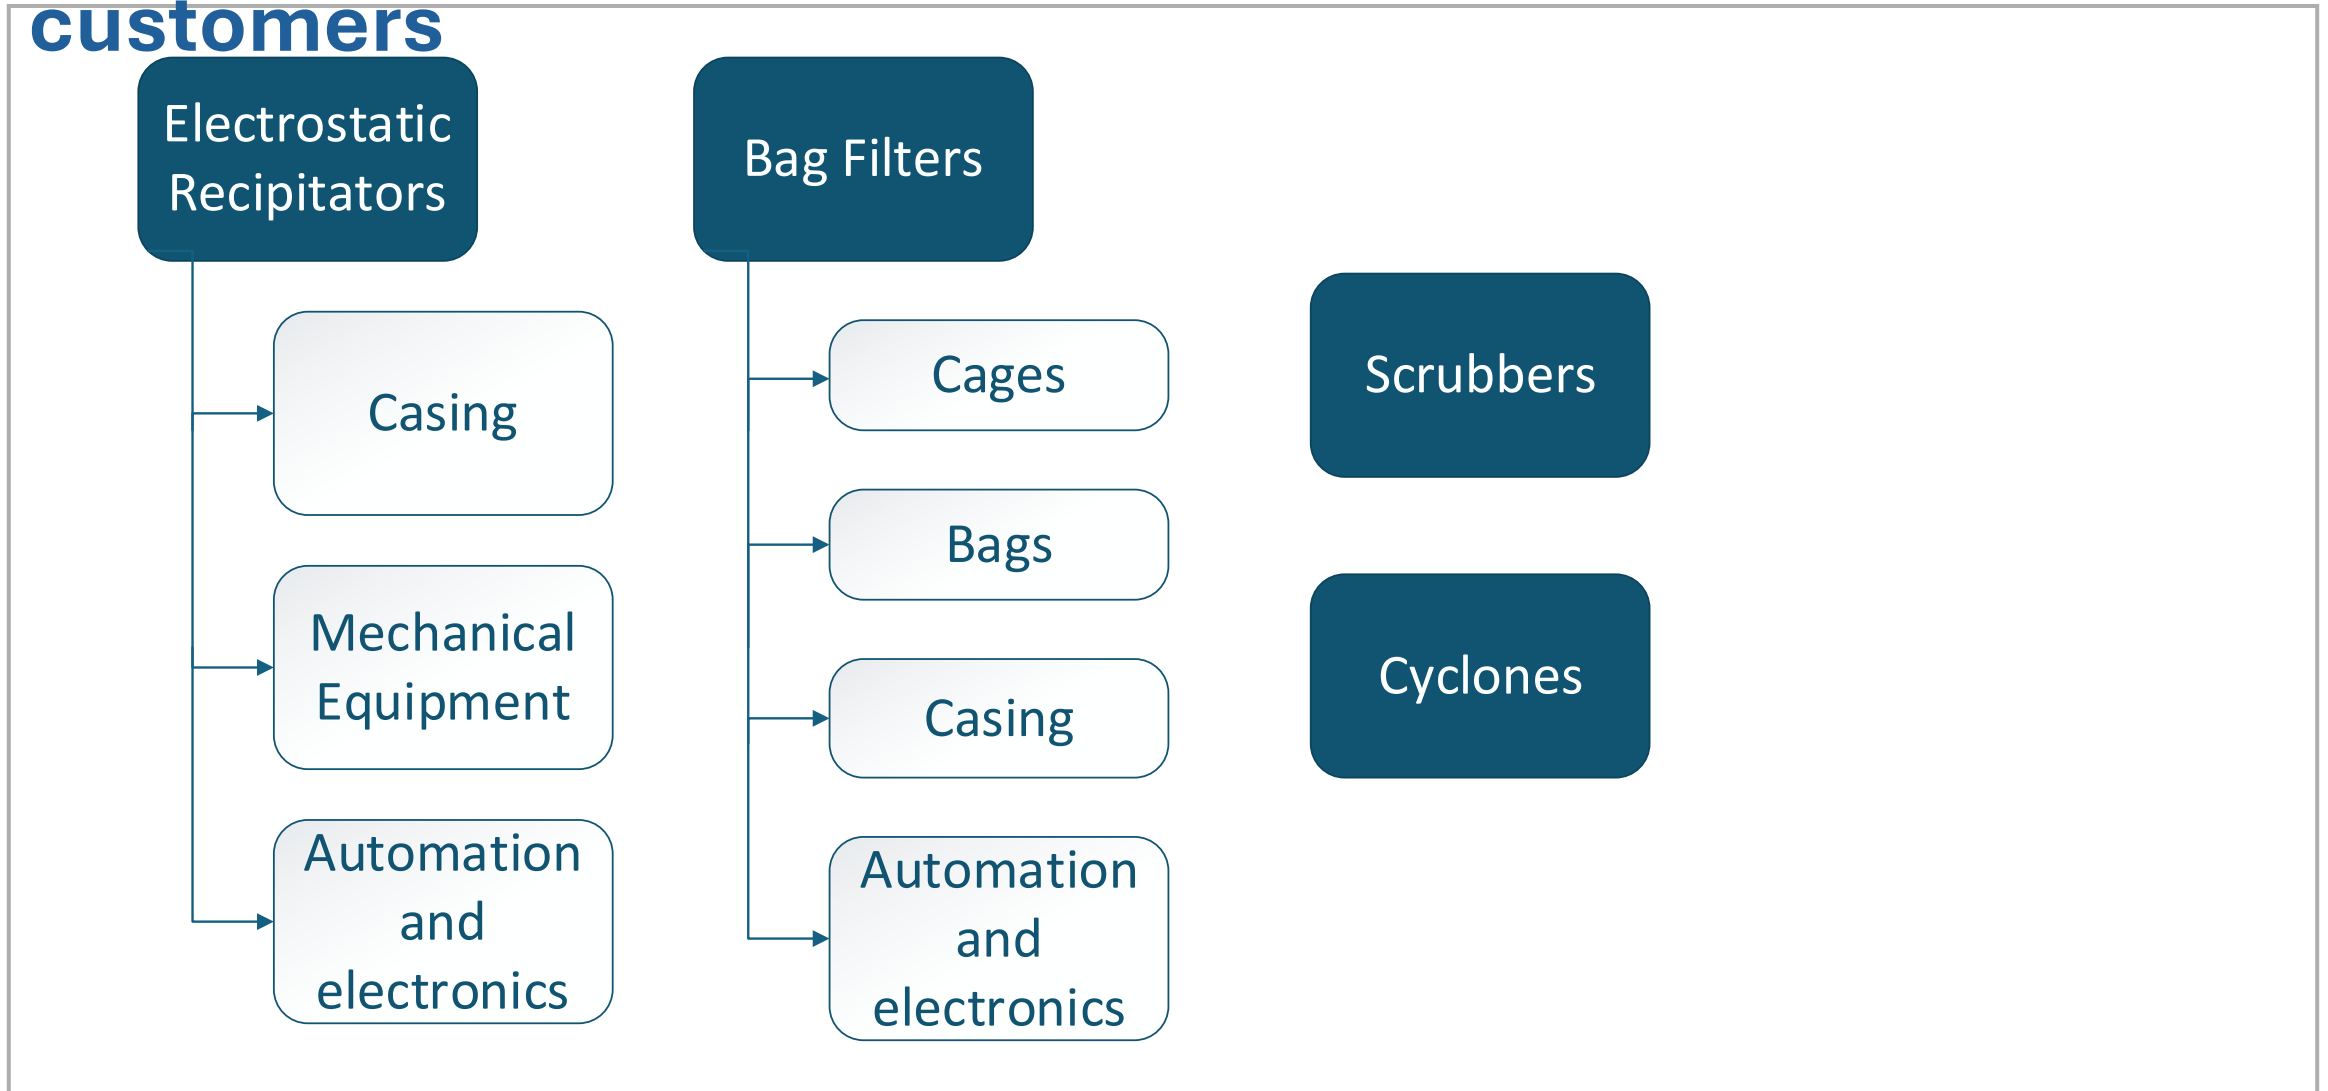 customers
Electrostatic
Recipitators
Casing
Mechanical
Equipment
Automation
and
electronics
Bag Filters
Cages
Bags
Casing
Automation
and
electronics
Scrubbers
Cyclones